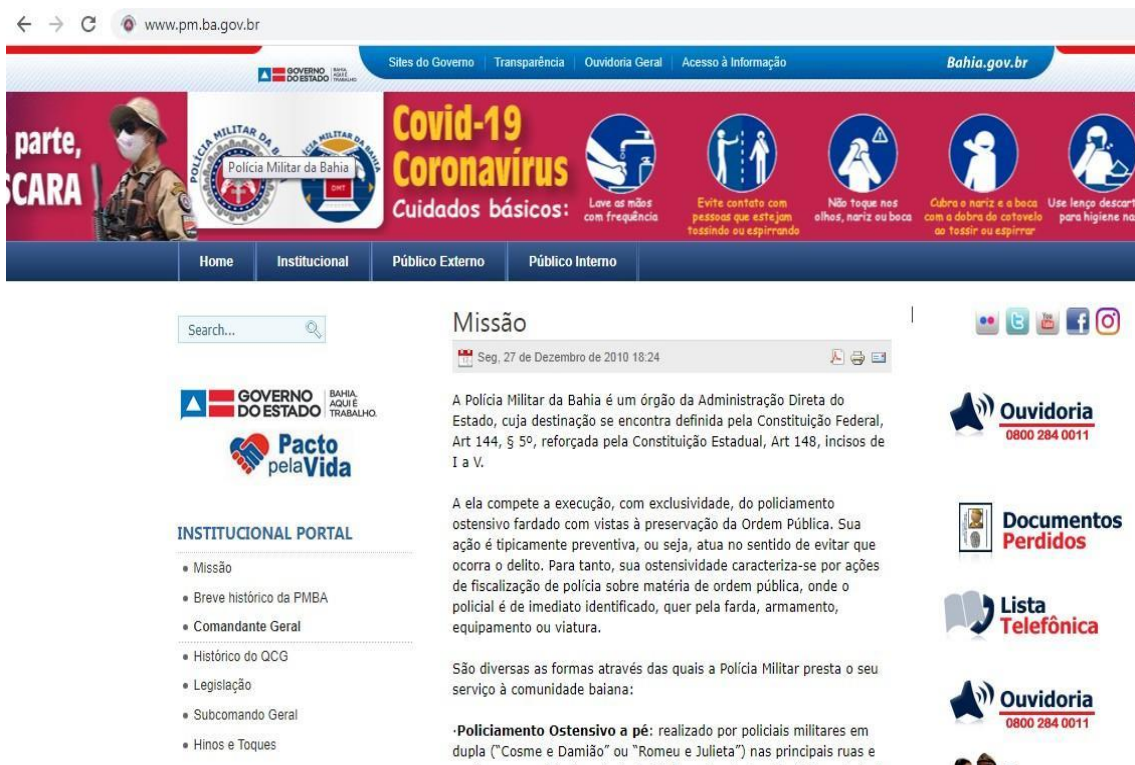 www.pm.ba.gov.br
GOVERNO DO ESTADO
Sites do Governo Transparência Ouvidoria Geral Acesso à Informação Bahia.gov.br
parte,
SCARA
POLÍCIA MILITAR DA
MILITAR DA
Polícia Militar da Bahia
Covid-19
Coronavírus
Cuidados básicos:
Lave as mãos
com frequência
Evite contato com
pessoas que estejam
tossindo ou espirrando
Não toque nos
olhos, nariz ou boca
Cubra o nariz e a boca
com a dobra do cotovelo
ao tossir ou espirrar
Use lenço descart
para higiene na
Home Institucional Público Externo Público Interno
Search...
GOVERNO
DO ESTADO
BAHIA.
AQUI É
TRABALHO.
Pacto
pelaVida
INSTITUCIONAL PORTAL
Missão
Breve histórico da PMBA
Comandante Geral
Histórico do QCG
Legislação
Subcomando Geral
Hinos e Toques
Missão
Seg, 27 de Dezembro de 2010 18:24
A Polícia Militar da Bahia é um órgão da Administração Direta do
Estado, cuja destinação se encontra definida pela Constituição Federal,
Art 144, § 5º, reforçada pela Constituição Estadual, Art 148, incisos de
I a V.
A ela compete a execução, com exclusividade, do policiamento
ostensivo fardado com vistas à preservação da Ordem Pública. Sua
ação é tipicamente preventiva, ou seja, atua no sentido de evitar que
ocorra o delito. Para tanto, sua ostensividade caracteriza-se por ações
de fiscalização de polícia sobre matéria de ordem pública, onde o
policial é de imediato identificado, quer pela farda, armamento,
equipamento ou viatura.
São diversas as formas através das quais a Polícia Militar presta o seu
serviço à comunidade baiana:
·Policiamento Ostensivo a pé: realizado por policiais militares em
dupla ("Cosme e Damião" ou "Romeu e Julieta") nas principais ruas e
Ouvidoria
0800 284 0011
Documentos
Perdidos
Lista
Telefônica
Ouvidoria
0800 284 0011